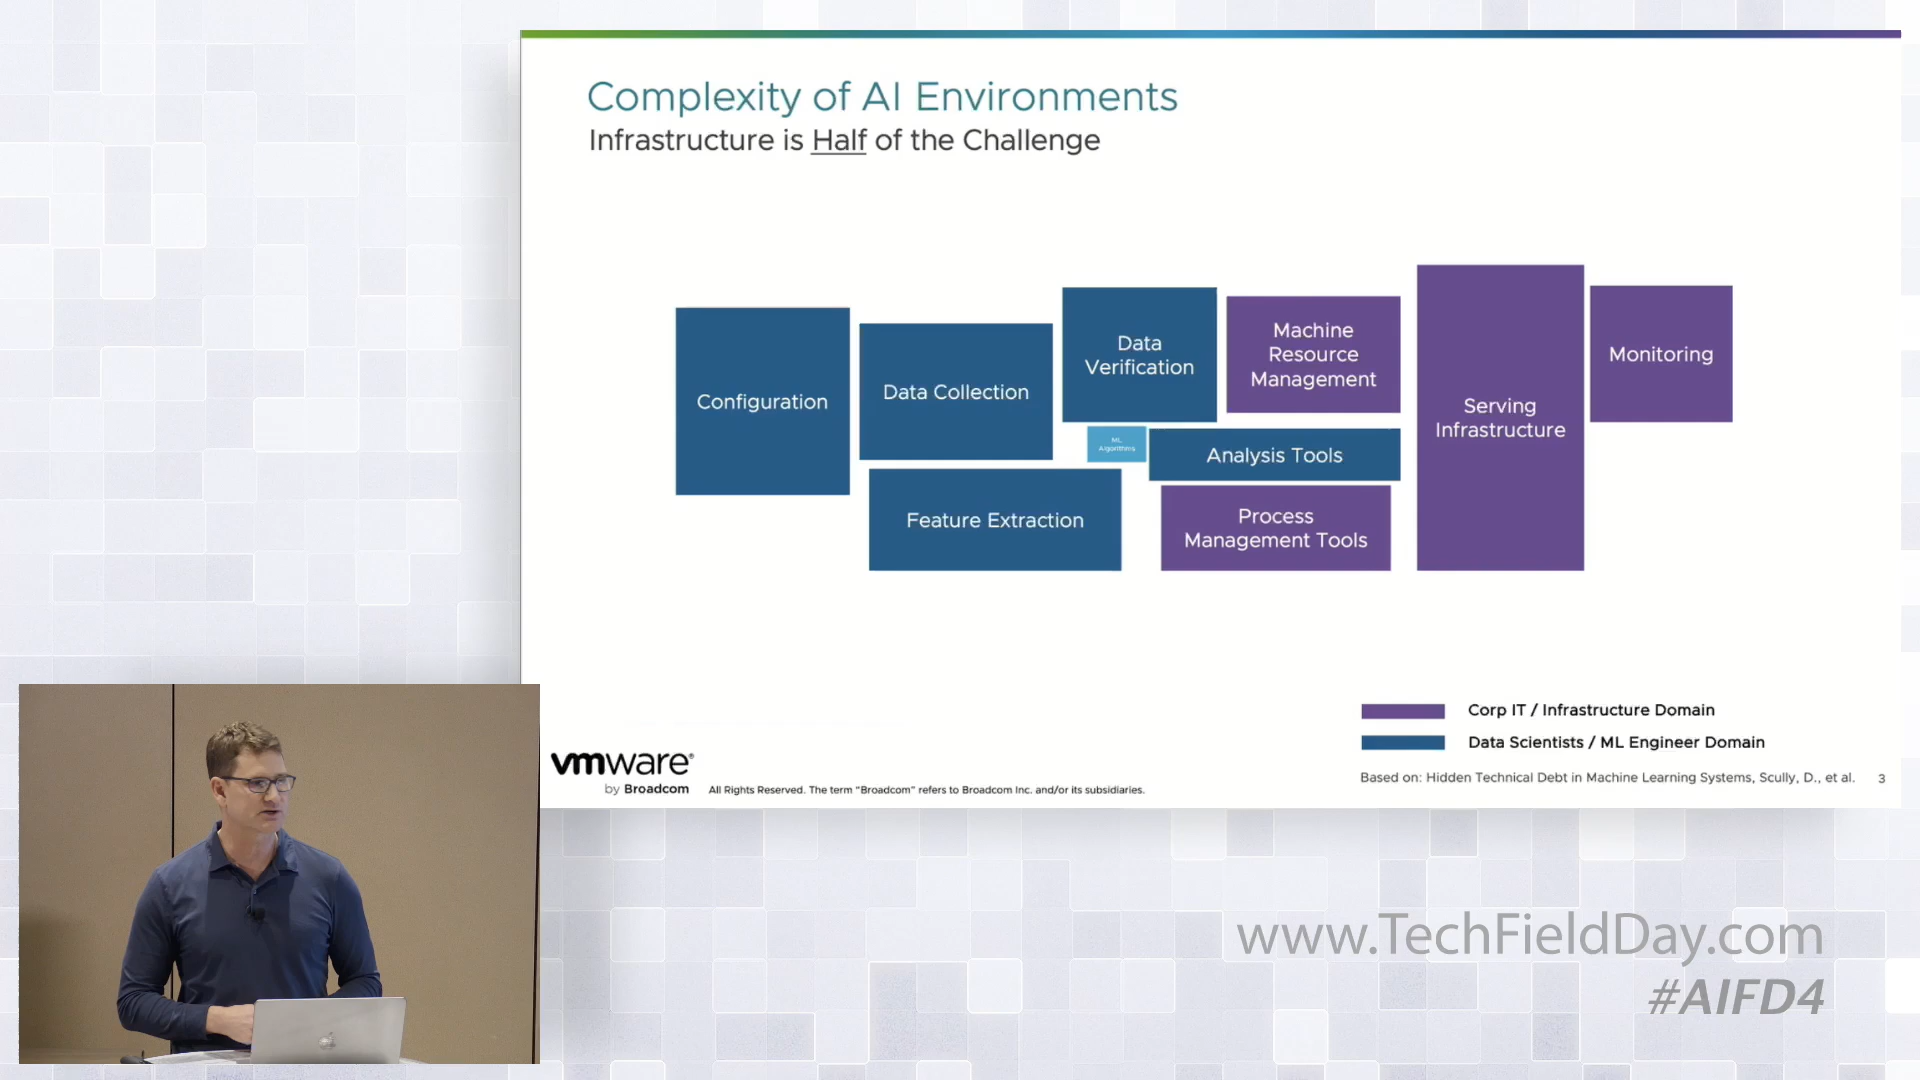 Complexity of AI Environments
Infrastructure is Half of the Challenge
Configuration
Data Collection
Data
Verification
Machine
Resource
Management
Serving
Infrastructure
Monitoring
ML
Algorithms
Analysis Tools
Feature Extraction
Process
Management Tools
Corp IT / Infrastructure Domain
Data Scientists / ML Engineer Domain
Based on: Hidden Technical Debt in Machine Learning Systems, Scully, D., et al. 3
vmware®
by Broadcom
All Rights Reserved. The term "Broadcom" refers to Broadcom Inc. and/or its subsidiaries.
www.TechFieldDay.com
#AIFD4